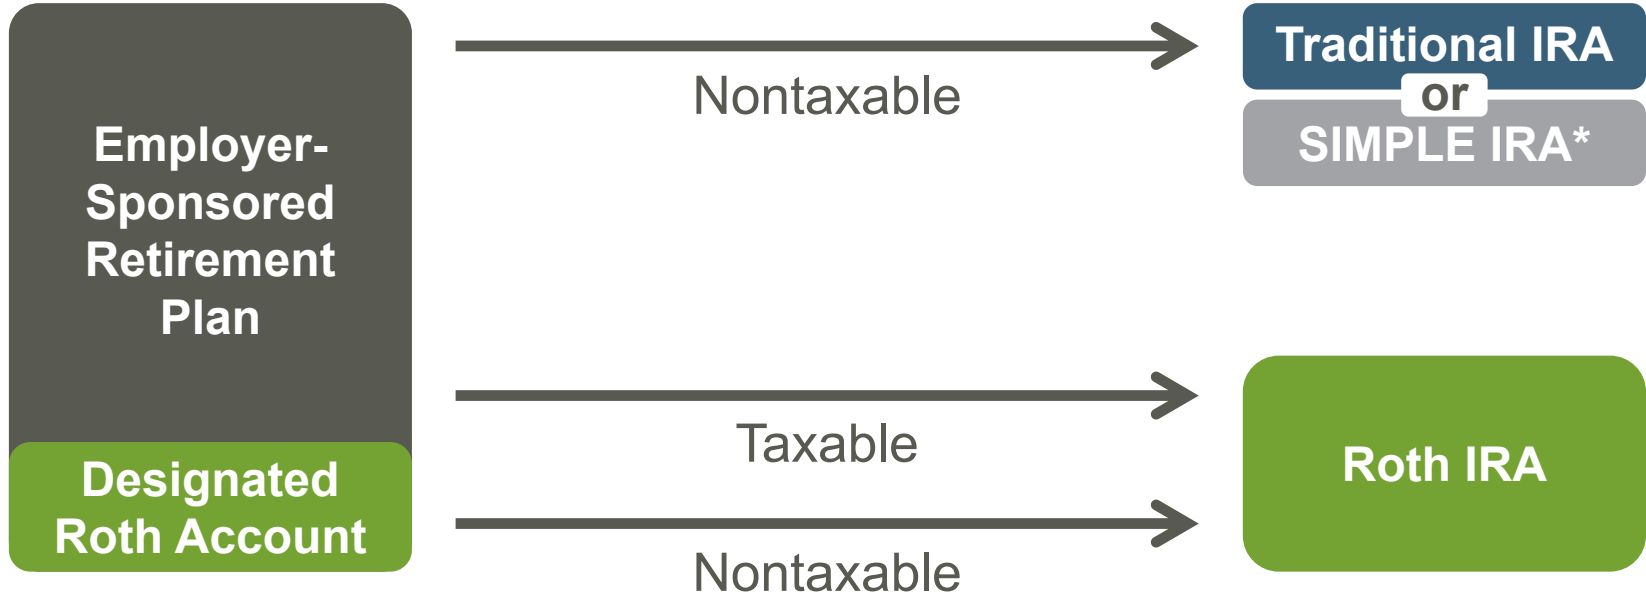 Employer-
Sponsored
Retirement
Plan
Designated
Roth Account
Nontaxable
Taxable
Nontaxable
Traditional IRA
or
SIMPLE IRA*
Roth IRA